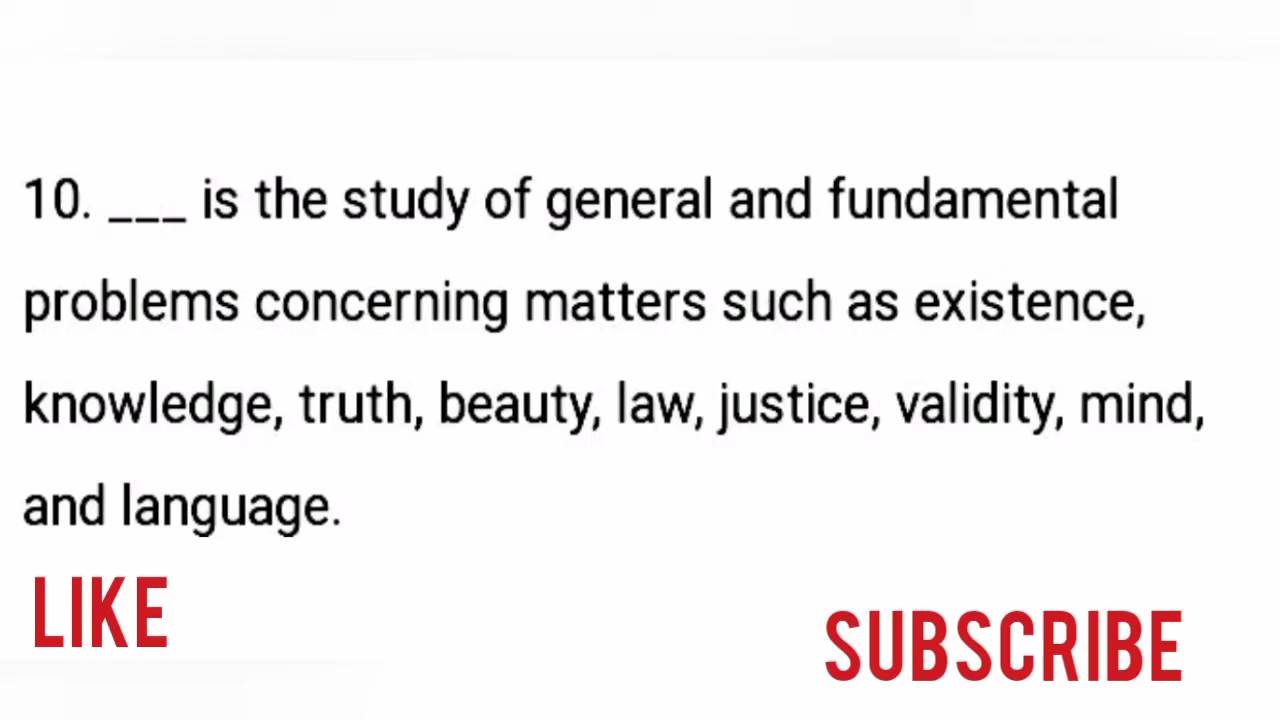 10. ___ is the study of general and fundamental
problems concerning matters such as existence,
knowledge, truth, beauty, law, justice, validity, mind,
and language.
LIKE
SUBSCRIBE